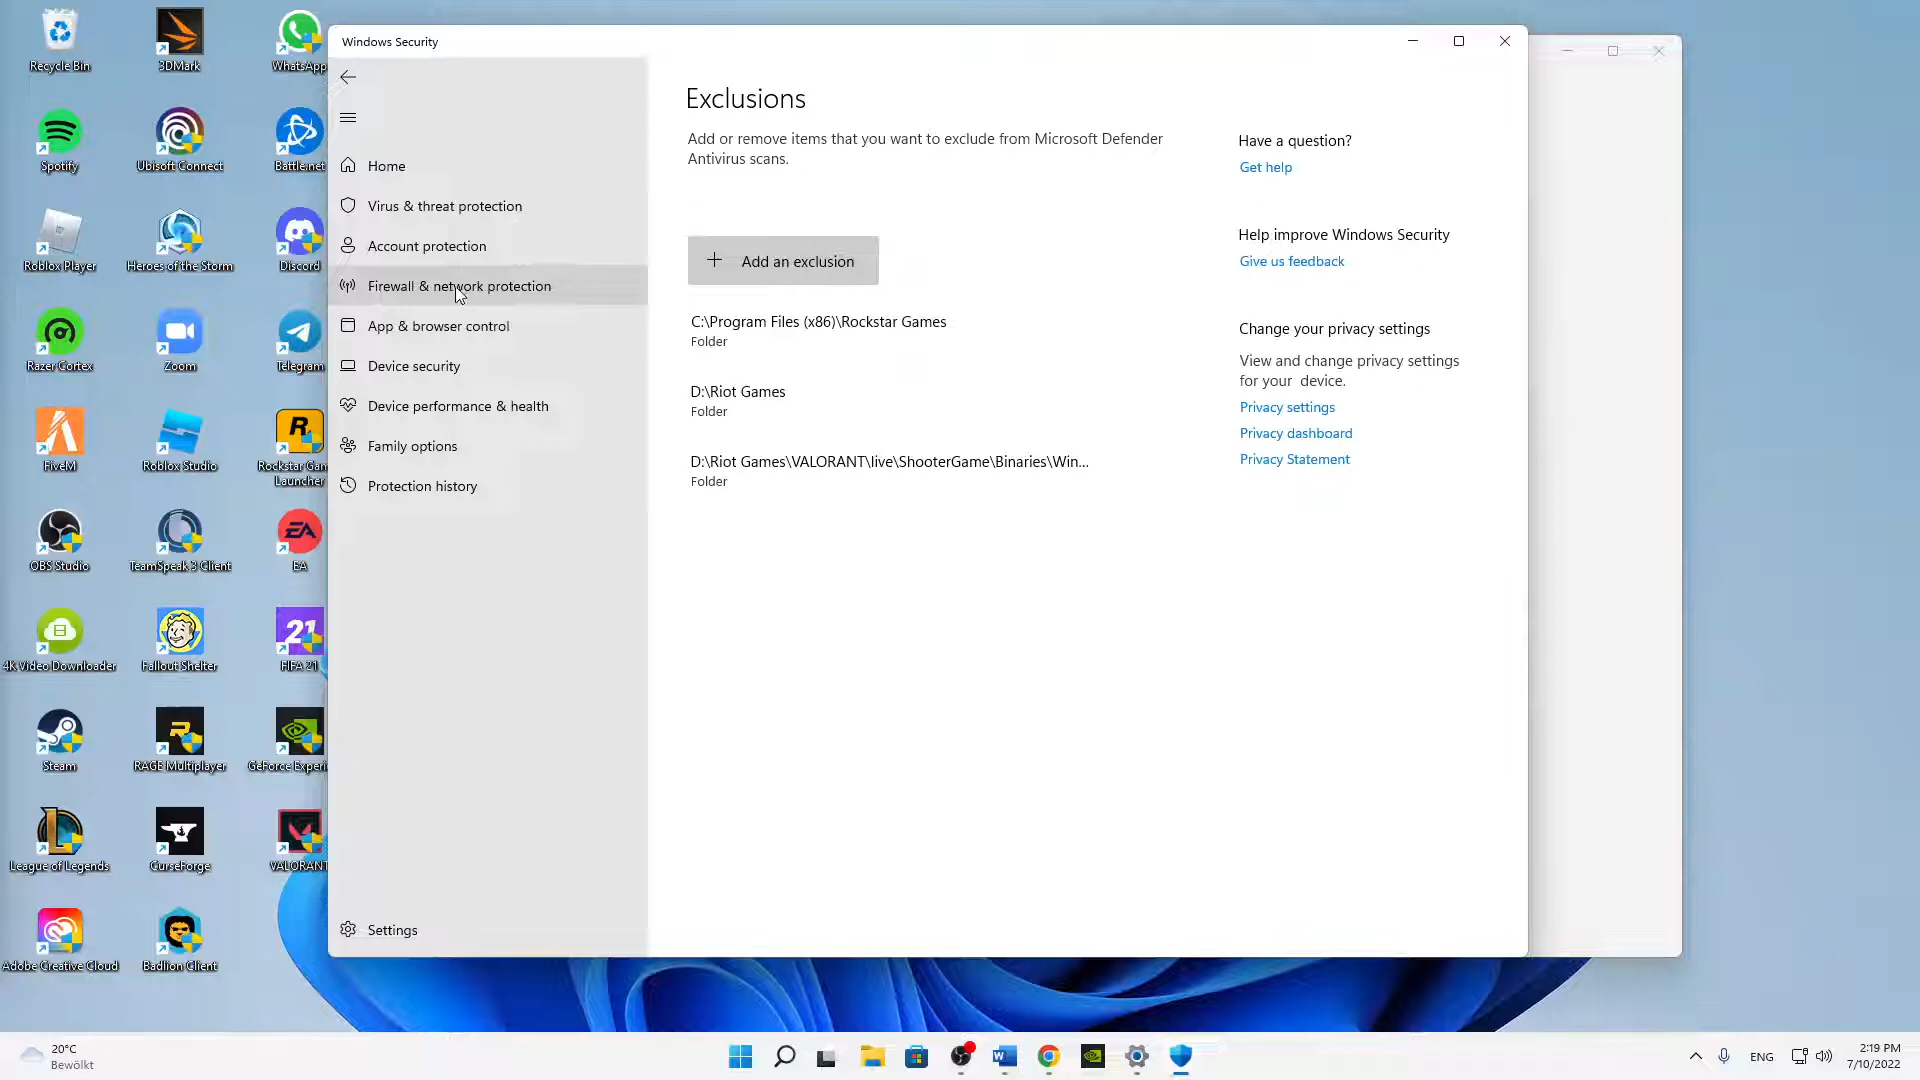 Recycle Bin
3DMark
WhatsApp
Spotify
Ubisoft Connect
Battle.net
Roblox Player
Heroes of the Storm
Discord
Razer Cortex
Zoom
Telegram
FiveM
Roblox Studio
Rockstar Gam
Launcher
OBS Studio
TeamSpeak 3 Client
EA
4K Video Downloader
Fallout Shelter
FIFA 21
Steam
RAGE Multiplayer
GeForce Experi
League of Legends
CurseForge
VALORANT
Adobe Creative Cloud
Badlion Client
Windows Security
Home
Virus & threat protection
Account protection
Firewall & network protection
App & browser control
Device security
Device performance & health
Family options
Protection history
Settings
Exclusions
Add or remove items that you want to exclude from Microsoft Defender
Antivirus scans.
Add an exclusion
C:\Program Files (x86)\Rockstar Games
Folder
D:\Riot Games
Folder
D:\Riot Games\VALORANT\live\ShooterGame\Binaries\Win...
Folder
Have a question?
Get help
Help improve Windows Security
Give us feedback
Change your privacy settings
View and change privacy settings
for your device.
Privacy settings
Privacy dashboard
Privacy Statement
20°C
Bewölkt
ENG
2:19 PM
7/10/2022